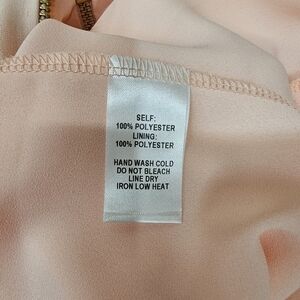 SELF:
100% POLYESTER
LINING:
100% POLYESTER
HAND WASH COLD
DO NOT BLEACH
LINE DRY
IRON LOW HEAT